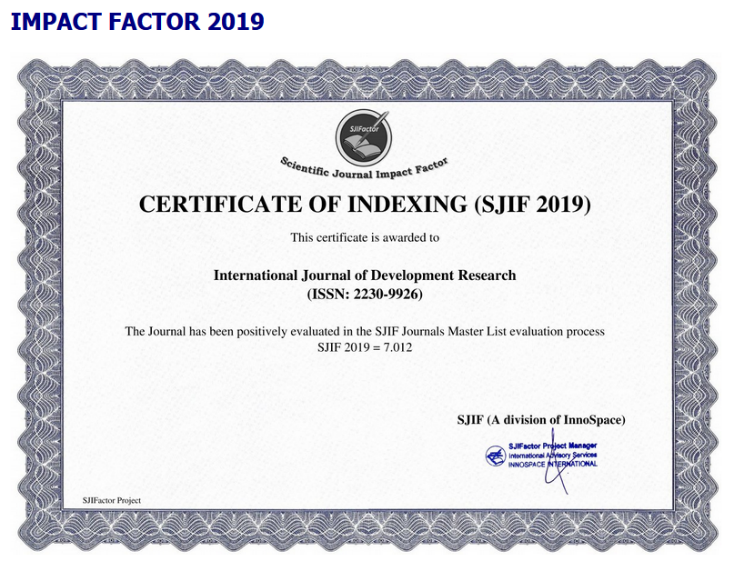 IMPACT FACTOR 2019
SJIFactor
Scientific Journal Impact Factor
CERTIFICATE OF INDEXING (SJIF 2019)
This certificate is awarded to
International Journal of Development Research
(ISSN: 2230-9926)
The Journal has been positively evaluated in the SJIF Journals Master List evaluation process
SJIF 2019 = 7.012
SJIF (A division of InnoSpace)
SJIFactor Project Manager
International Advisory Services
INNOSPACE INTERNATIONAL
SJIFactor Project